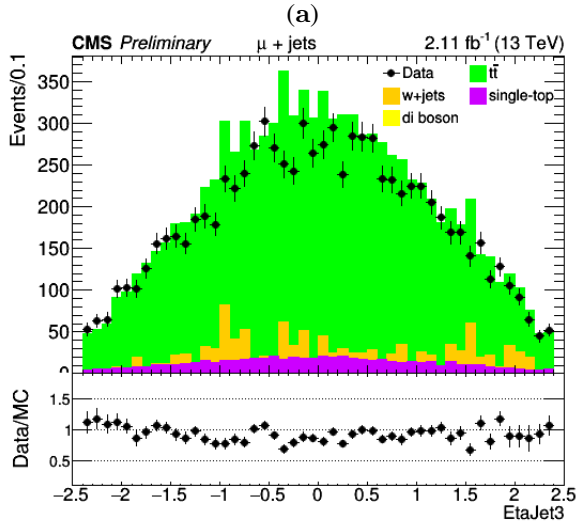 (a)
CMS Preliminary μ + jets 2.11 fb⁻¹ (13 TeV)
Events/0.1
350
300
250
200
150
100
50
0
Data
tt̄
w+jets
single-top
di boson
Data/MC
1.5
1
0.5
−2.5 −2 −1.5 −1 −0.5 0 0.5 1 1.5 2 2.5
EtaJet3